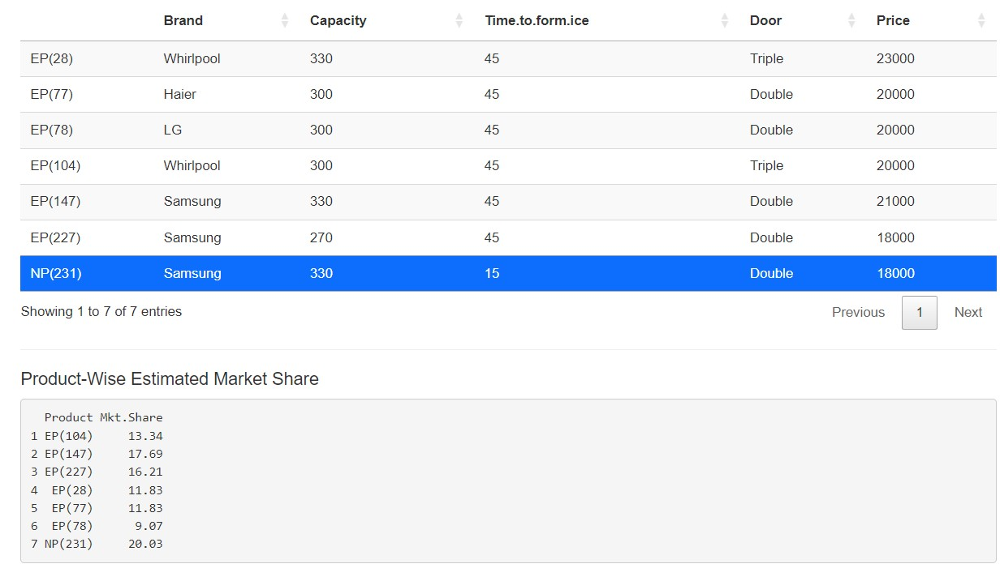 Brand Capacity Time.to.form.ice Door Price
EP(28) Whirlpool 330 45 Triple 23000
EP(77) Haier 300 45 Double 20000
EP(78) LG 300 45 Double 20000
EP(104) Whirlpool 300 45 Triple 20000
EP(147) Samsung 330 45 Double 21000
EP(227) Samsung 270 45 Double 18000
NP(231) Samsung 330 15 Double 18000
Showing 1 to 7 of 7 entries Previous 1 Next
Product-Wise Estimated Market Share
Product Mkt.Share
1 EP(104) 13.34
2 EP(147) 17.69
3 EP(227) 16.21
4 EP(28) 11.83
5 EP(77) 11.83
6 EP(78) 9.07
7 NP(231) 20.03